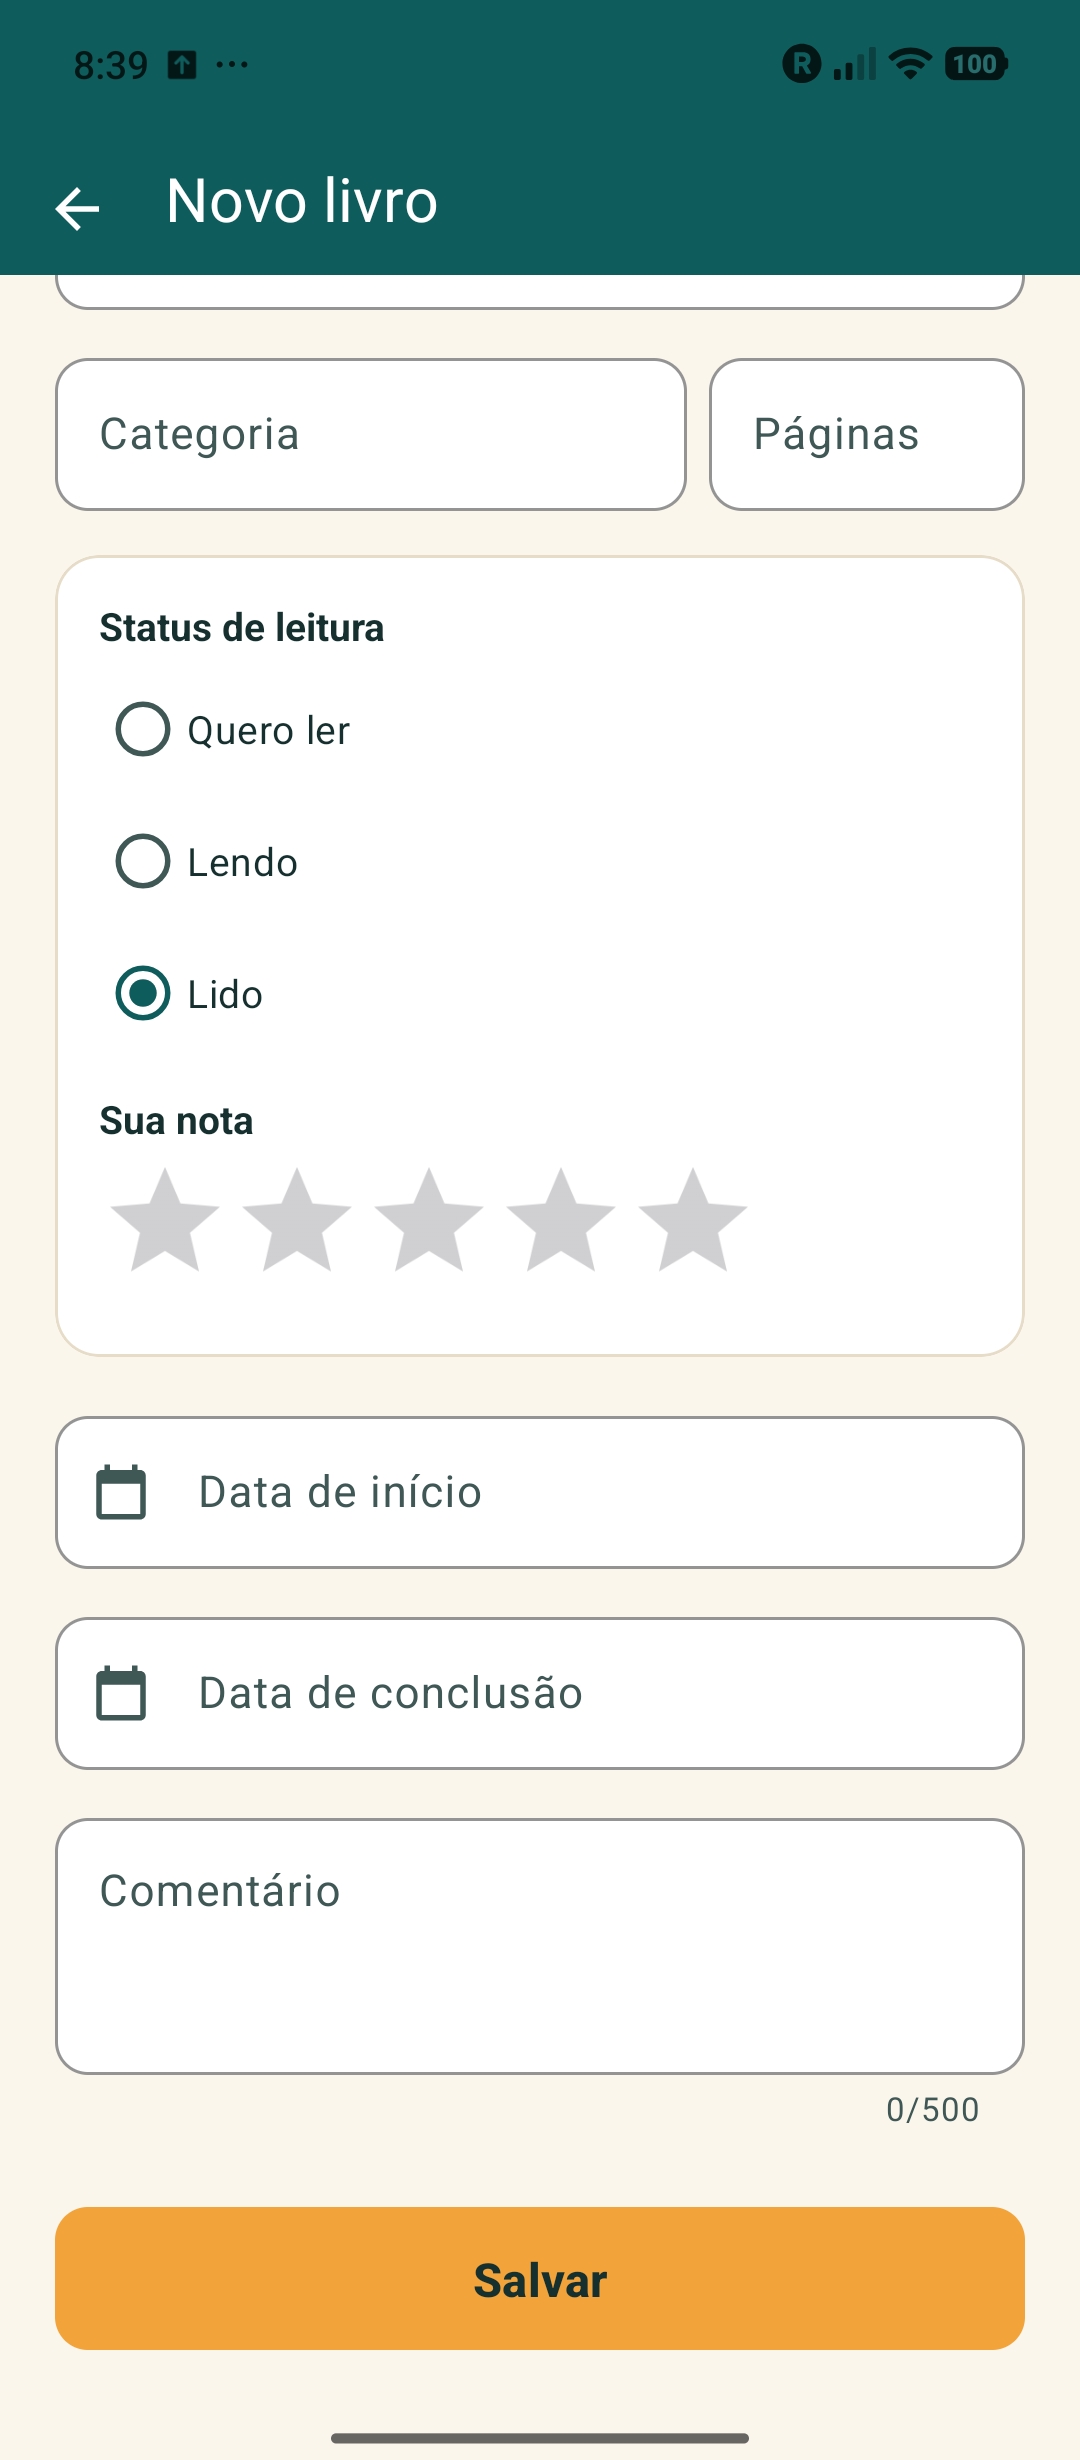 8:39 ... R 100
Novo livro
Categoria Páginas
Status de leitura
Quero ler
Lendo
Lido
Sua nota
Data de início
Data de conclusão
Comentário
0/500
Salvar